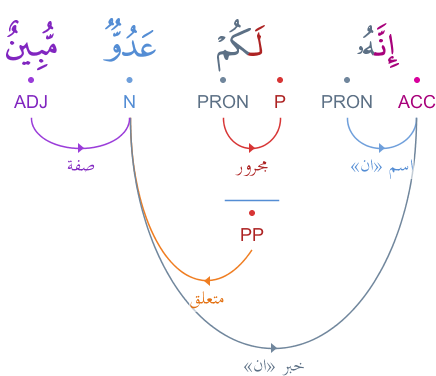 إِنَّهُۥ لَكُمْ عَدُوٌّ مُّبِينٌ
ACC PRON P PRON N ADJ
اسم «ان» مجرور صفة
PP
متعلق
خبر «ان»